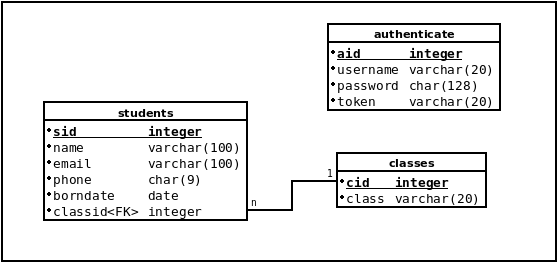 authenticate
aid integer
username varchar(20)
password char(128)
token varchar(20)
students
sid integer
name varchar(100)
email varchar(100)
phone char(9)
borndate date
classid<FK> integer
n
1
classes
cid integer
class varchar(20)